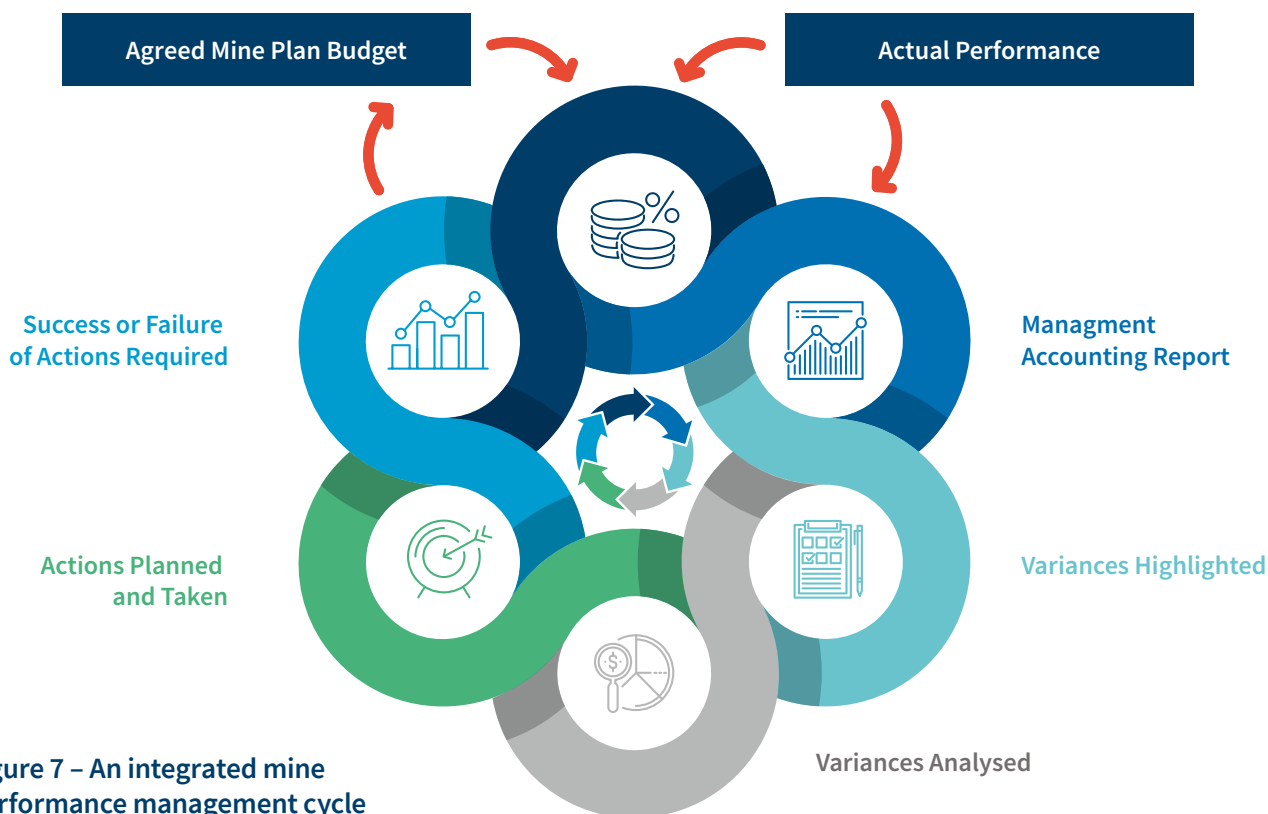 Agreed Mine Plan Budget
Actual Performance
%
Success or Failure
of Actions Required
Managment
Accounting Report
Actions Planned
and Taken
Variances Highlighted
$
Variances Analysed
gure 7 – An integrated mine
rformance management cycle